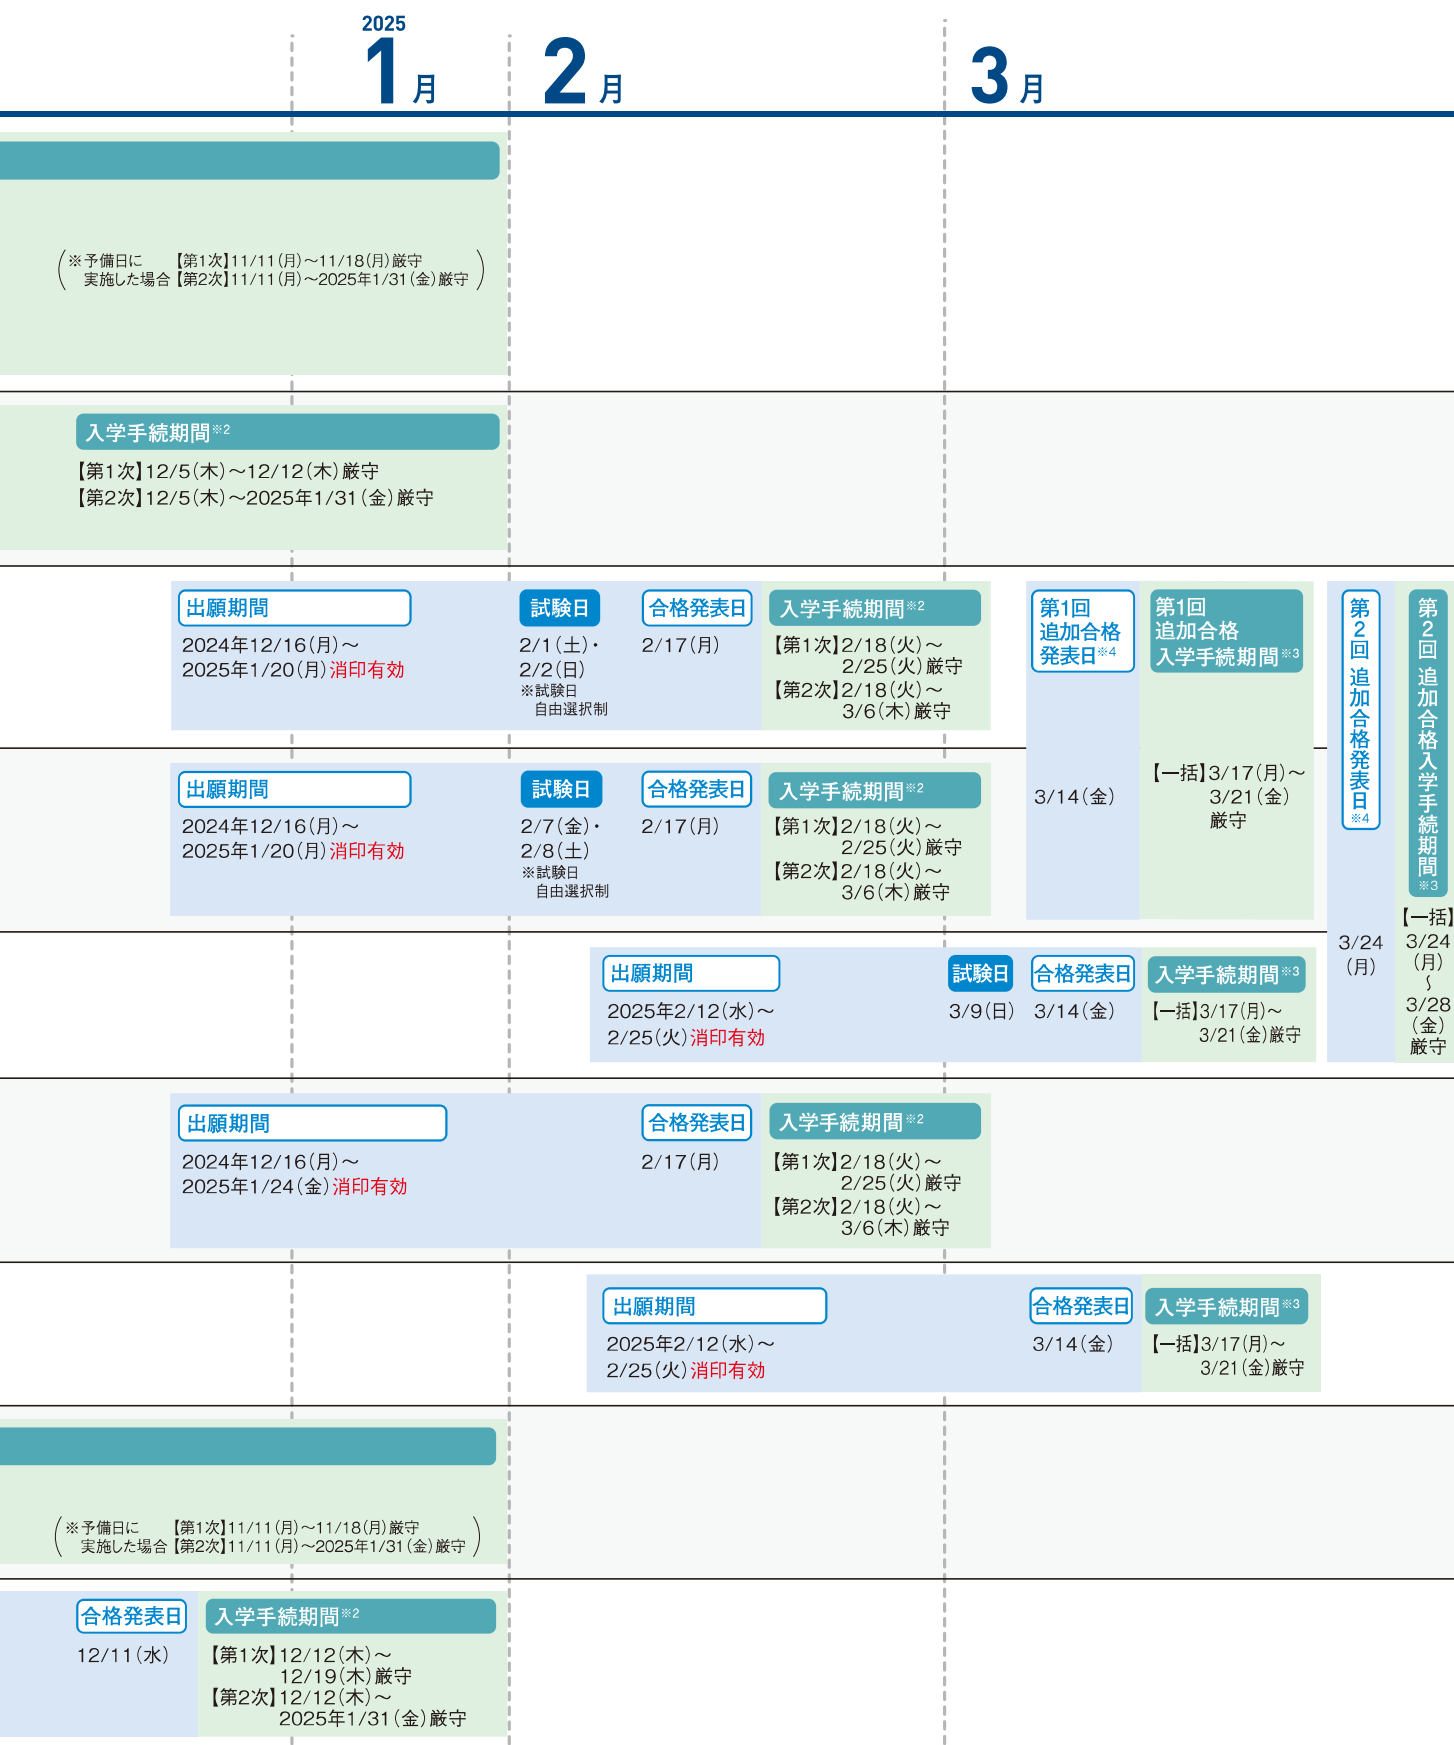 2025
1月
2月
3月
※予備日に 【第1次】11/11(月)～11/18(月)厳守
実施した場合【第2次】11/11(月)～2025年1/31(金)厳守
入学手続期間※2
【第1次】12/5(木)～12/12(木)厳守
【第2次】12/5(木)～2025年1/31(金)厳守
出願期間
2024年12/16(月)～
2025年1/20(月)消印有効
試験日
2/1(土)・
2/2(日)
※試験日
自由選択制
合格発表日
2/17(月)
入学手続期間※2
【第1次】2/18(火)～
2/25(火)厳守
【第2次】2/18(火)～
3/6(木)厳守
出願期間
2024年12/16(月)～
2025年1/20(月)消印有効
試験日
2/7(金)・
2/8(土)
※試験日
自由選択制
合格発表日
2/17(月)
入学手続期間※2
【第1次】2/18(火)～
2/25(火)厳守
【第2次】2/18(火)～
3/6(木)厳守
第1回
追加合格
発表日※4
3/14(金)
第1回
追加合格
入学手続期間※3
【一括】3/17(月)～
3/21(金)
厳守
第2回 追加合格発表日※4
3/24
(月)
第2回 追加合格入学手続期間※3
【一括】
3/24
(月)
～
3/28
(金)
厳守
出願期間
2025年2/12(水)～
2/25(火)消印有効
試験日
3/9(日)
合格発表日
3/14(金)
入学手続期間※3
【一括】3/17(月)～
3/21(金)厳守
出願期間
2024年12/16(月)～
2025年1/24(金)消印有効
合格発表日
2/17(月)
入学手続期間※2
【第1次】2/18(火)～
2/25(火)厳守
【第2次】2/18(火)～
3/6(木)厳守
出願期間
2025年2/12(水)～
2/25(火)消印有効
合格発表日
3/14(金)
入学手続期間※3
【一括】3/17(月)～
3/21(金)厳守
※予備日に 【第1次】11/11(月)～11/18(月)厳守
実施した場合【第2次】11/11(月)～2025年1/31(金)厳守
合格発表日
12/11(水)
入学手続期間※2
【第1次】12/12(木)～
12/19(木)厳守
【第2次】12/12(木)～
2025年1/31(金)厳守